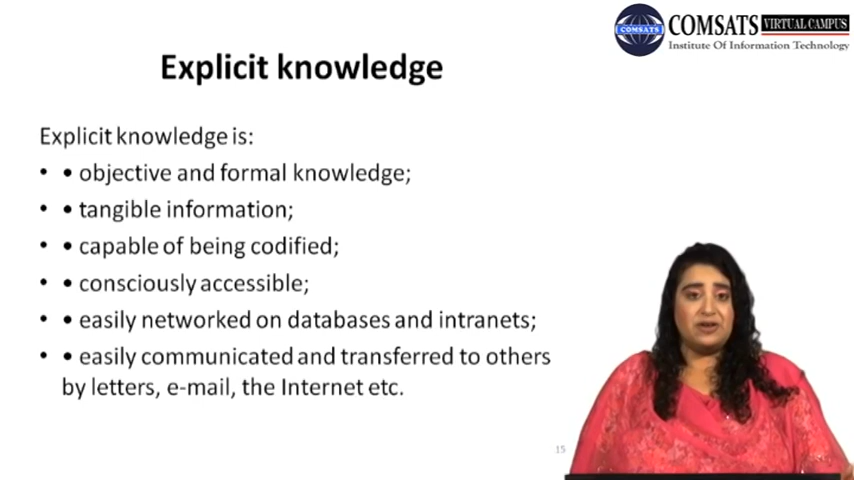 COMSATS
COMSATS VIRTUAL CAMPUS
Institute Of Information Technology
Explicit knowledge
Explicit knowledge is:
• • objective and formal knowledge;
• • tangible information;
• • capable of being codified;
• • consciously accessible;
• • easily networked on databases and intranets;
• • easily communicated and transferred to others
by letters, e-mail, the Internet etc.
15